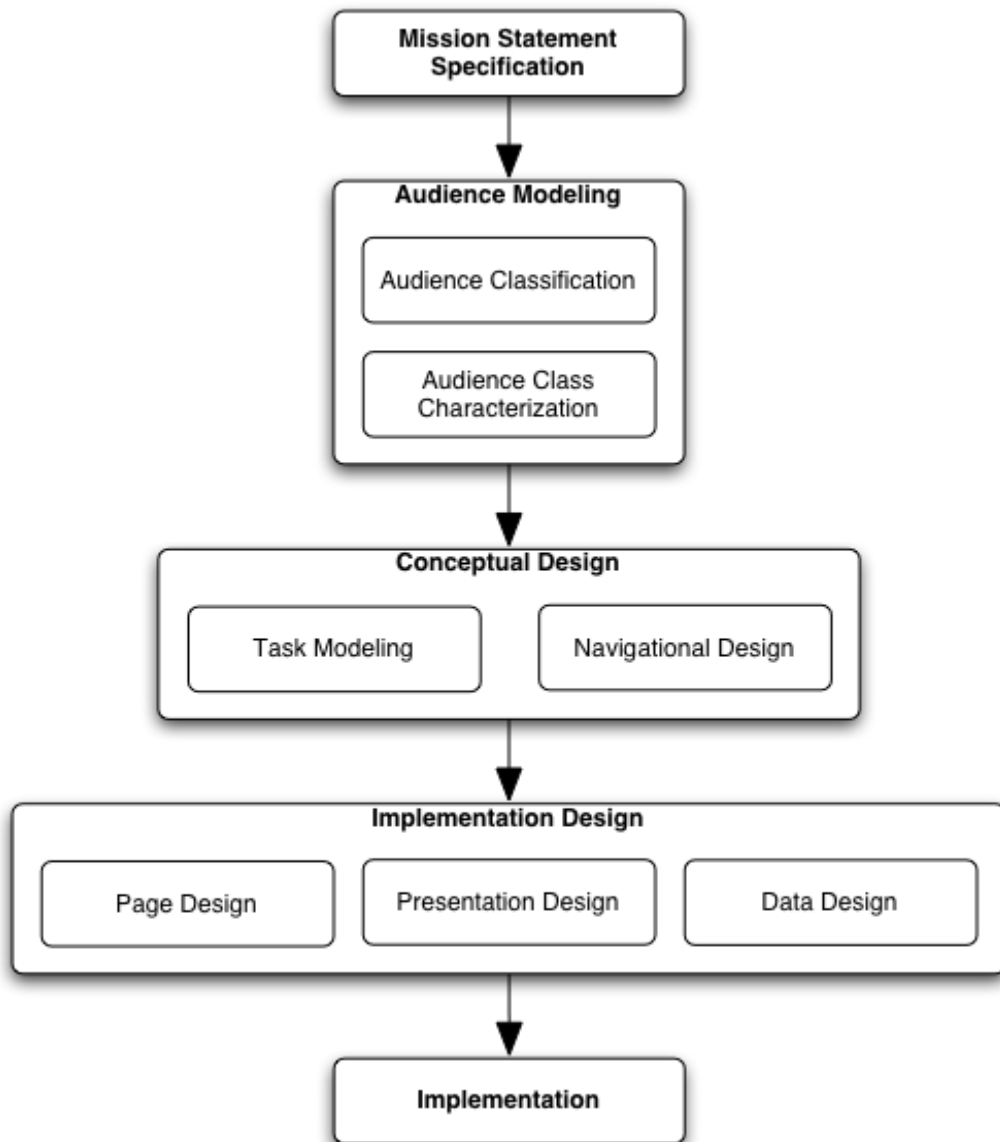 Mission Statement
Specification
Audience Modeling
Audience Classification
Audience Class
Characterization
Conceptual Design
Task Modeling
Navigational Design
Implementation Design
Page Design
Presentation Design
Data Design
Implementation